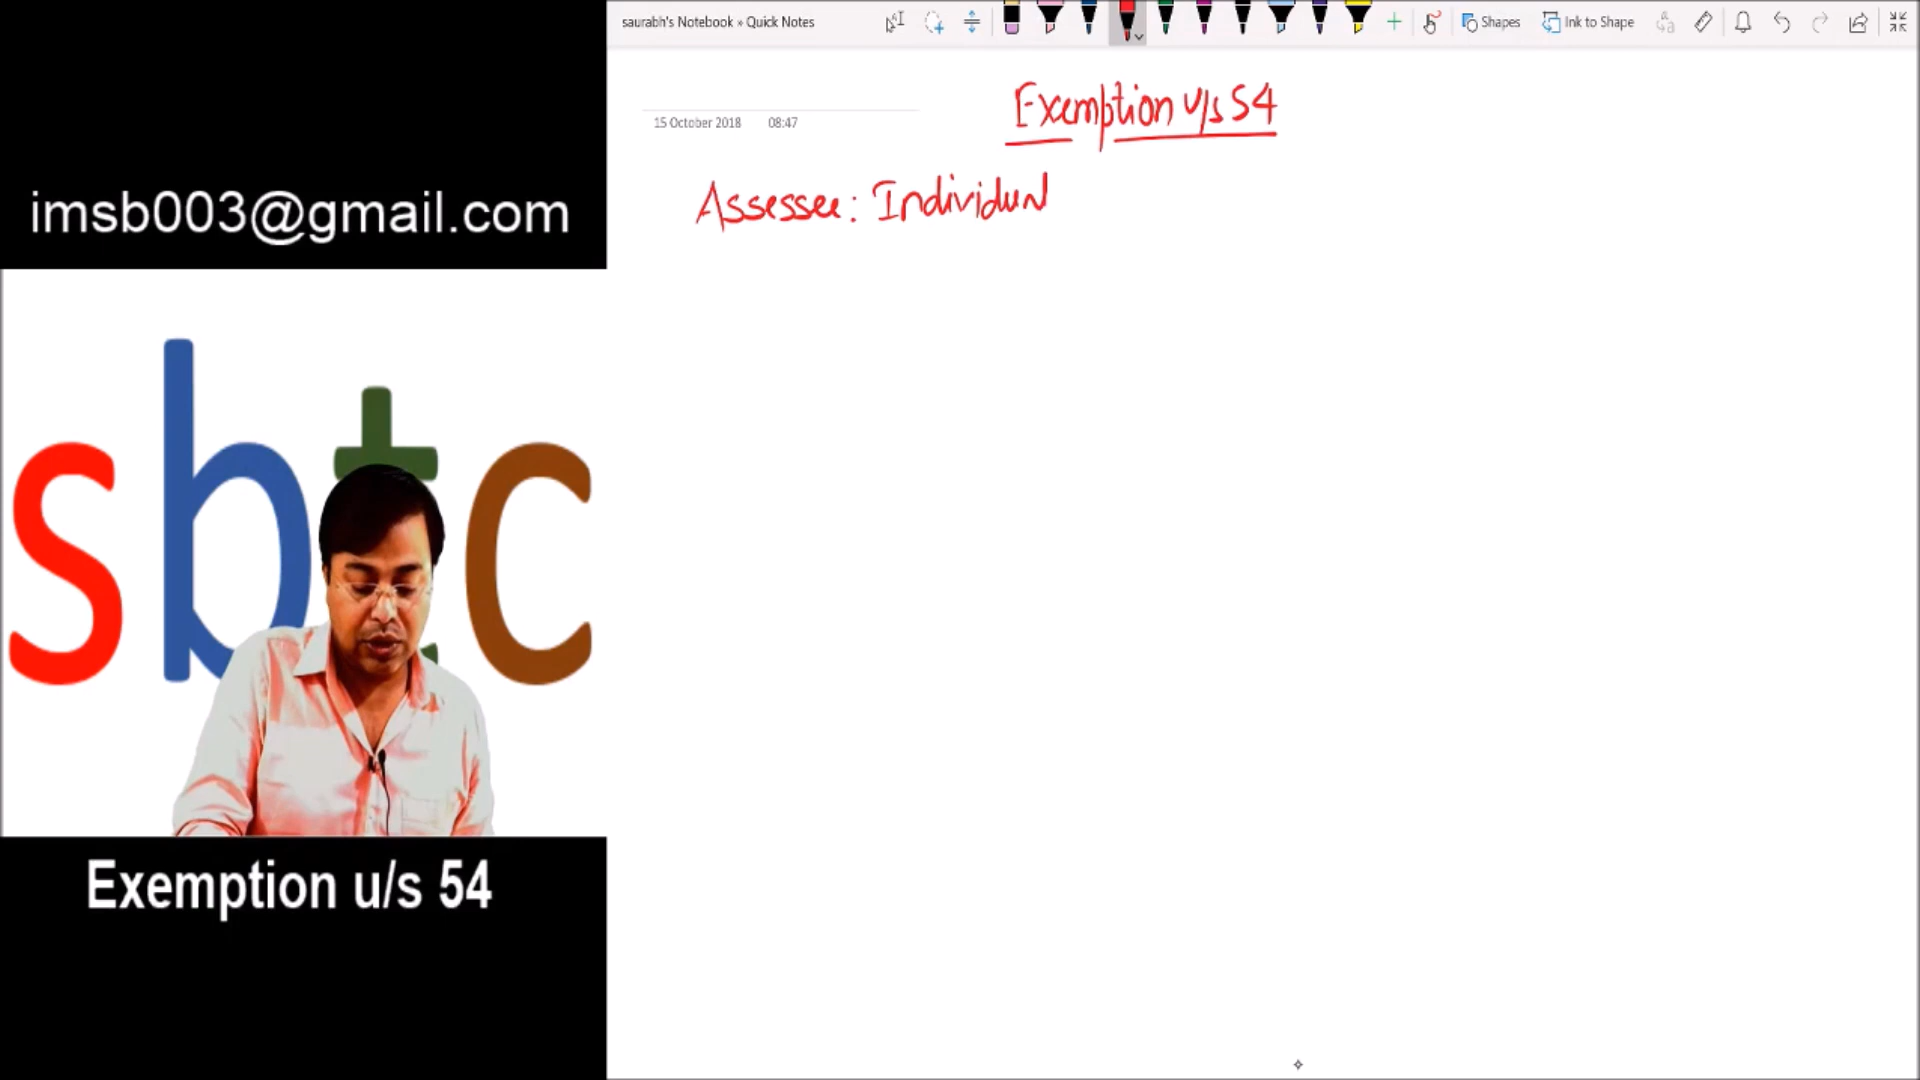 imsb003@gmail.com
sbtc
Exemption u/s 54
saurabh's Notebook » Quick Notes
Shapes
Ink to Shape
Exemption u/s 54
15 October 2018 08:47
Assessee: Individual